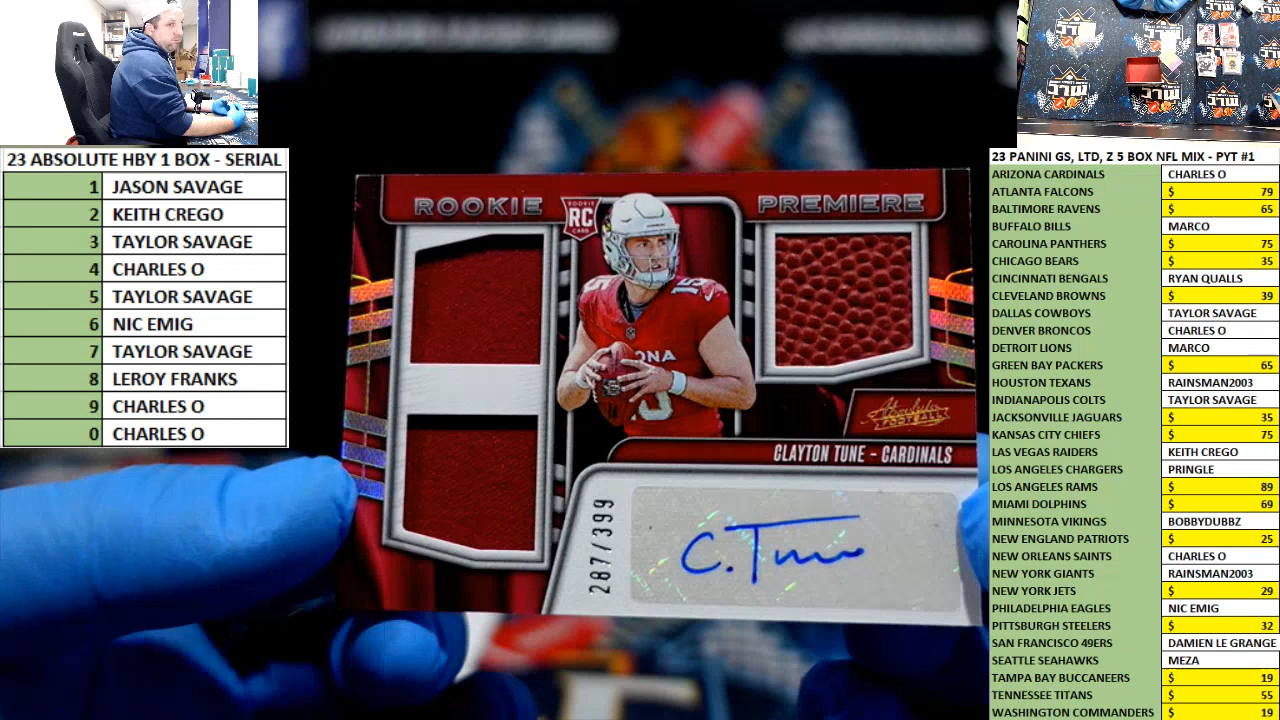 23 ABSOLUTE HBY 1 BOX - SERIAL
1 JASON SAVAGE
2 KEITH CREGO
3 TAYLOR SAVAGE
4 CHARLES O
5 TAYLOR SAVAGE
6 NIC EMIG
7 TAYLOR SAVAGE
8 LEROY FRANKS
9 CHARLES O
0 CHARLES O
ROOKIE
RC
CARD
PREMIERE
15
15
Absolute
FOOTBALL
CLAYTON TUNE - CARDINALS
287/399
C. Tune
23 PANINI GS, LTD, Z 5 BOX NFL MIX - PYT #1
ARIZONA CARDINALS CHARLES O
ATLANTA FALCONS $ 79
BALTIMORE RAVENS $ 65
BUFFALO BILLS MARCO
CAROLINA PANTHERS $ 75
CHICAGO BEARS $ 35
CINCINNATI BENGALS RYAN QUALLS
CLEVELAND BROWNS $ 39
DALLAS COWBOYS TAYLOR SAVAGE
DENVER BRONCOS CHARLES O
DETROIT LIONS MARCO
GREEN BAY PACKERS $ 65
HOUSTON TEXANS RAINSMAN2003
INDIANAPOLIS COLTS TAYLOR SAVAGE
JACKSONVILLE JAGUARS $ 35
KANSAS CITY CHIEFS $ 75
LAS VEGAS RAIDERS KEITH CREGO
LOS ANGELES CHARGERS PRINGLE
LOS ANGELES RAMS $ 89
MIAMI DOLPHINS $ 69
MINNESOTA VIKINGS BOBBYDUBBZ
NEW ENGLAND PATRIOTS $ 25
NEW ORLEANS SAINTS CHARLES O
NEW YORK GIANTS RAINSMAN2003
NEW YORK JETS $ 29
PHILADELPHIA EAGLES NIC EMIG
PITTSBURGH STEELERS $ 32
SAN FRANCISCO 49ERS DAMIEN LE GRANGE
SEATTLE SEAHAWKS MEZA
TAMPA BAY BUCCANEERS $ 19
TENNESSEE TITANS $ 55
WASHINGTON COMMANDERS $ 19